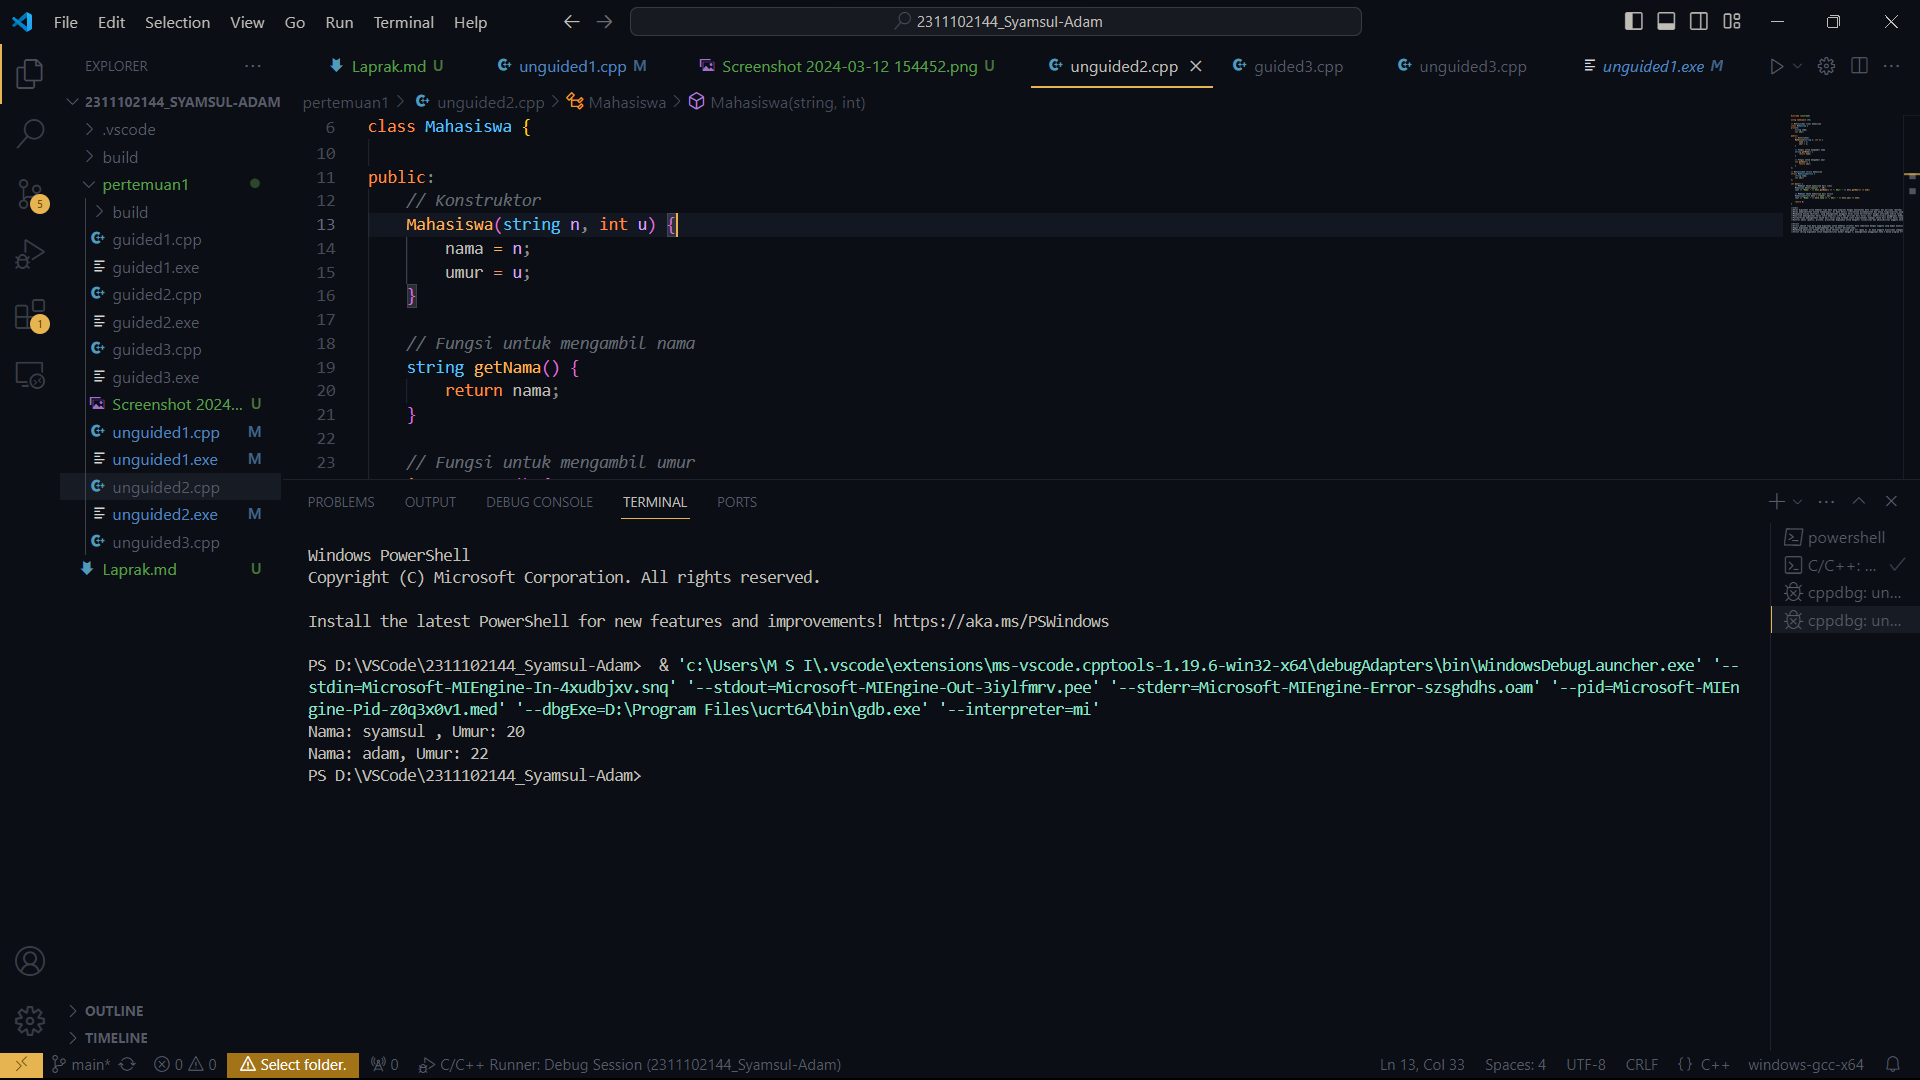 File Edit Selection View Go Run Terminal Help
2311102144_Syamsul-Adam
EXPLORER
Laprak.md U
unguided1.cpp M
Screenshot 2024-03-12 154452.png U
unguided2.cpp
guided3.cpp
unguided3.cpp
unguided1.exe M
2311102144_SYAMSUL-ADAM
.vscode
build
pertemuan1
build
guided1.cpp
guided1.exe
guided2.cpp
guided2.exe
guided3.cpp
guided3.exe
Screenshot 2024... U
unguided1.cpp M
unguided1.exe M
unguided2.cpp
unguided2.exe M
unguided3.cpp
Laprak.md U
5
1
OUTLINE
TIMELINE
pertemuan1 > unguided2.cpp > Mahasiswa > Mahasiswa(string, int)
6 class Mahasiswa {
10
11 public:
12 // Konstruktor
13 Mahasiswa(string n, int u) {
14 nama = n;
15 umur = u;
16 }
17
18 // Fungsi untuk mengambil nama
19 string getNama() {
20 return nama;
21 }
22
23 // Fungsi untuk mengambil umur
PROBLEMS OUTPUT DEBUG CONSOLE TERMINAL PORTS
Windows PowerShell
Copyright (C) Microsoft Corporation. All rights reserved.
Install the latest PowerShell for new features and improvements! https://aka.ms/PSWindows
PS D:\VSCode\2311102144_Syamsul-Adam>  & 'c:\Users\M S I\.vscode\extensions\ms-vscode.cpptools-1.19.6-win32-x64\debugAdapters\bin\WindowsDebugLauncher.exe' '--
stdin=Microsoft-MIEngine-In-4xudbjxv.snq' '--stdout=Microsoft-MIEngine-Out-3iylfmrv.pee' '--stderr=Microsoft-MIEngine-Error-szsghdhs.oam' '--pid=Microsoft-MIEn
gine-Pid-z0q3x0v1.med' '--dbgExe=D:\Program Files\ucrt64\bin\gdb.exe' '--interpreter=mi'
Nama: syamsul , Umur: 20
Nama: adam, Umur: 22
PS D:\VSCode\2311102144_Syamsul-Adam>
powershell
C/C++: ...
cppdbg: un...
cppdbg: un...
main* 0 0 Select folder. 0 C/C++ Runner: Debug Session (2311102144_Syamsul-Adam) Ln 13, Col 33 Spaces: 4 UTF-8 CRLF {} C++ windows-gcc-x64